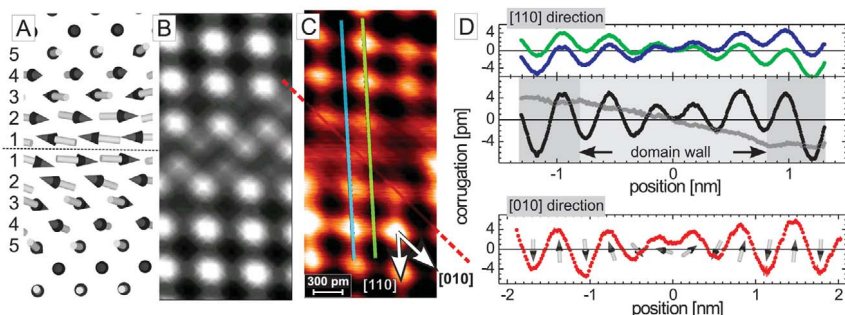 A
5
4
3
2
1
1
2
3
4
5
B
C
300 pm
[110]
[010]
D
corrugation [pm]
[110] direction
4
0
-4
4
0
-4
domain wall
-1
0
1
position [nm]
[010] direction
4
0
-4
-2
-1
0
1
2
position [nm]